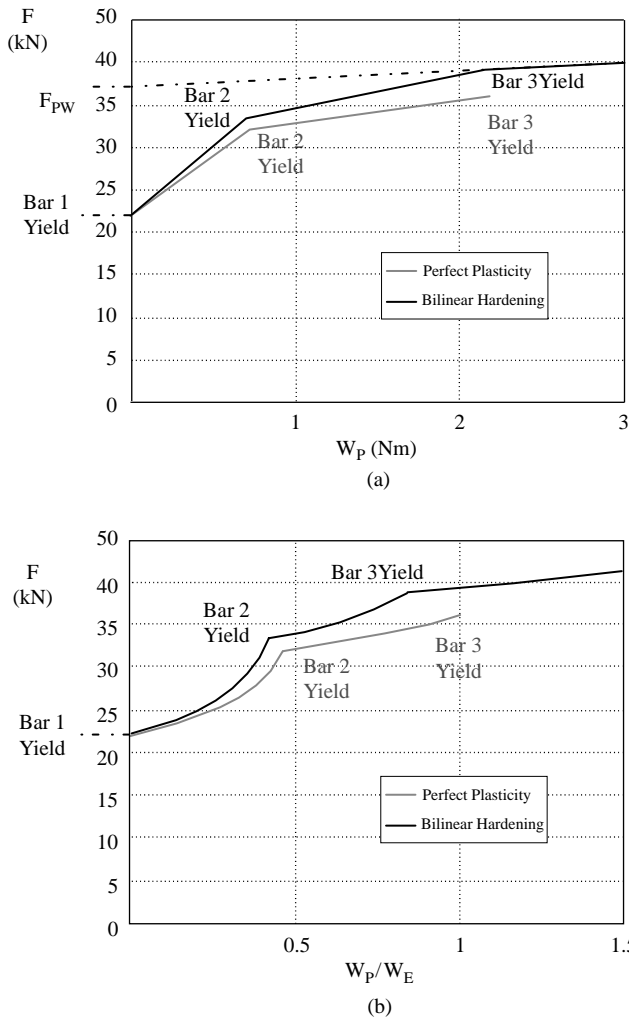 F
(kN)
50
45
40
F_PW
35
30
25
Bar 1
Yield
20
15
10
5
0
Bar 2
Yield
Bar 3Yield
Bar 2
Yield
Bar 3
Yield
Perfect Plasticity
Bilinear Hardening
1
2
3
W_P (Nm)
(a)
F
(kN)
50
45
40
35
30
25
Bar 1
Yield
20
15
10
5
0
Bar 3Yield
Bar 2
Yield
Bar 2
Yield
Bar 3
Yield
Perfect Plasticity
Bilinear Hardening
0.5
1
1.5
W_P/W_E
(b)